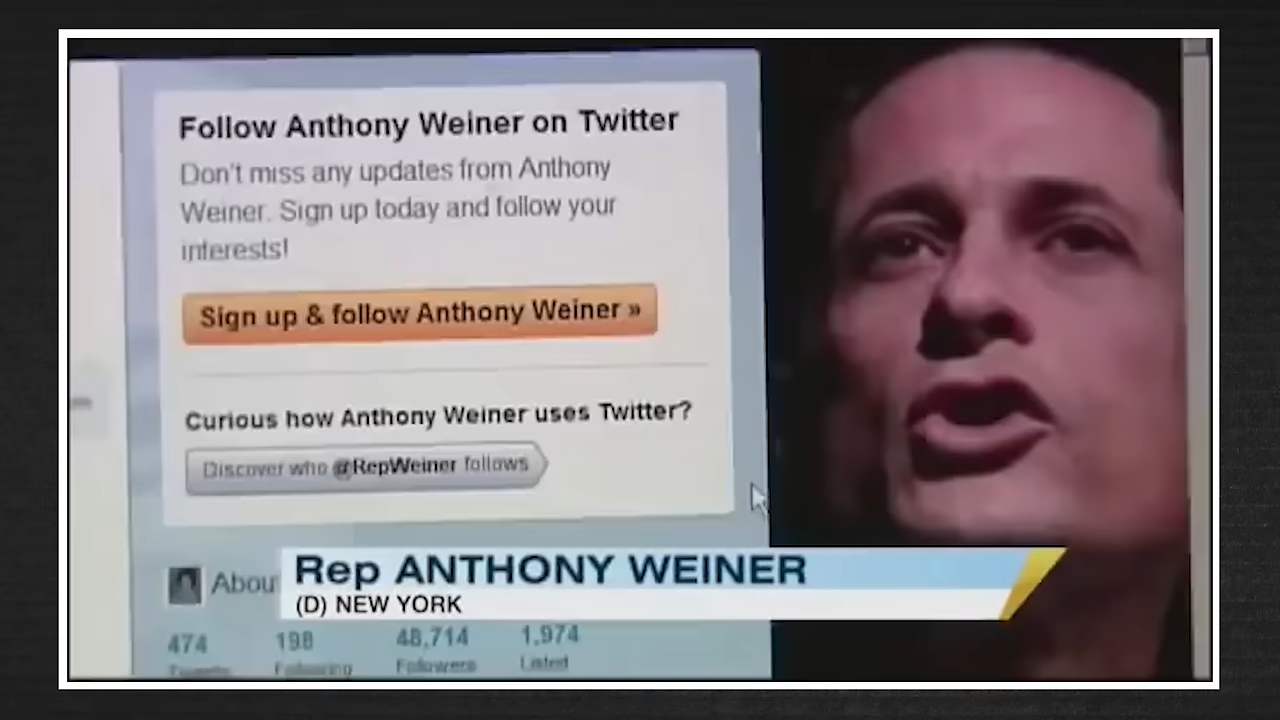 Follow Anthony Weiner on Twitter
Don't miss any updates from Anthony
Weiner. Sign up today and follow your
interests!
Sign up & follow Anthony Weiner »
Curious how Anthony Weiner uses Twitter?
Discover who @RepWeiner follows
Rep ANTHONY WEINER
(D) NEW YORK
474 198 48,714 1,974
Tweets Following Followers Listed